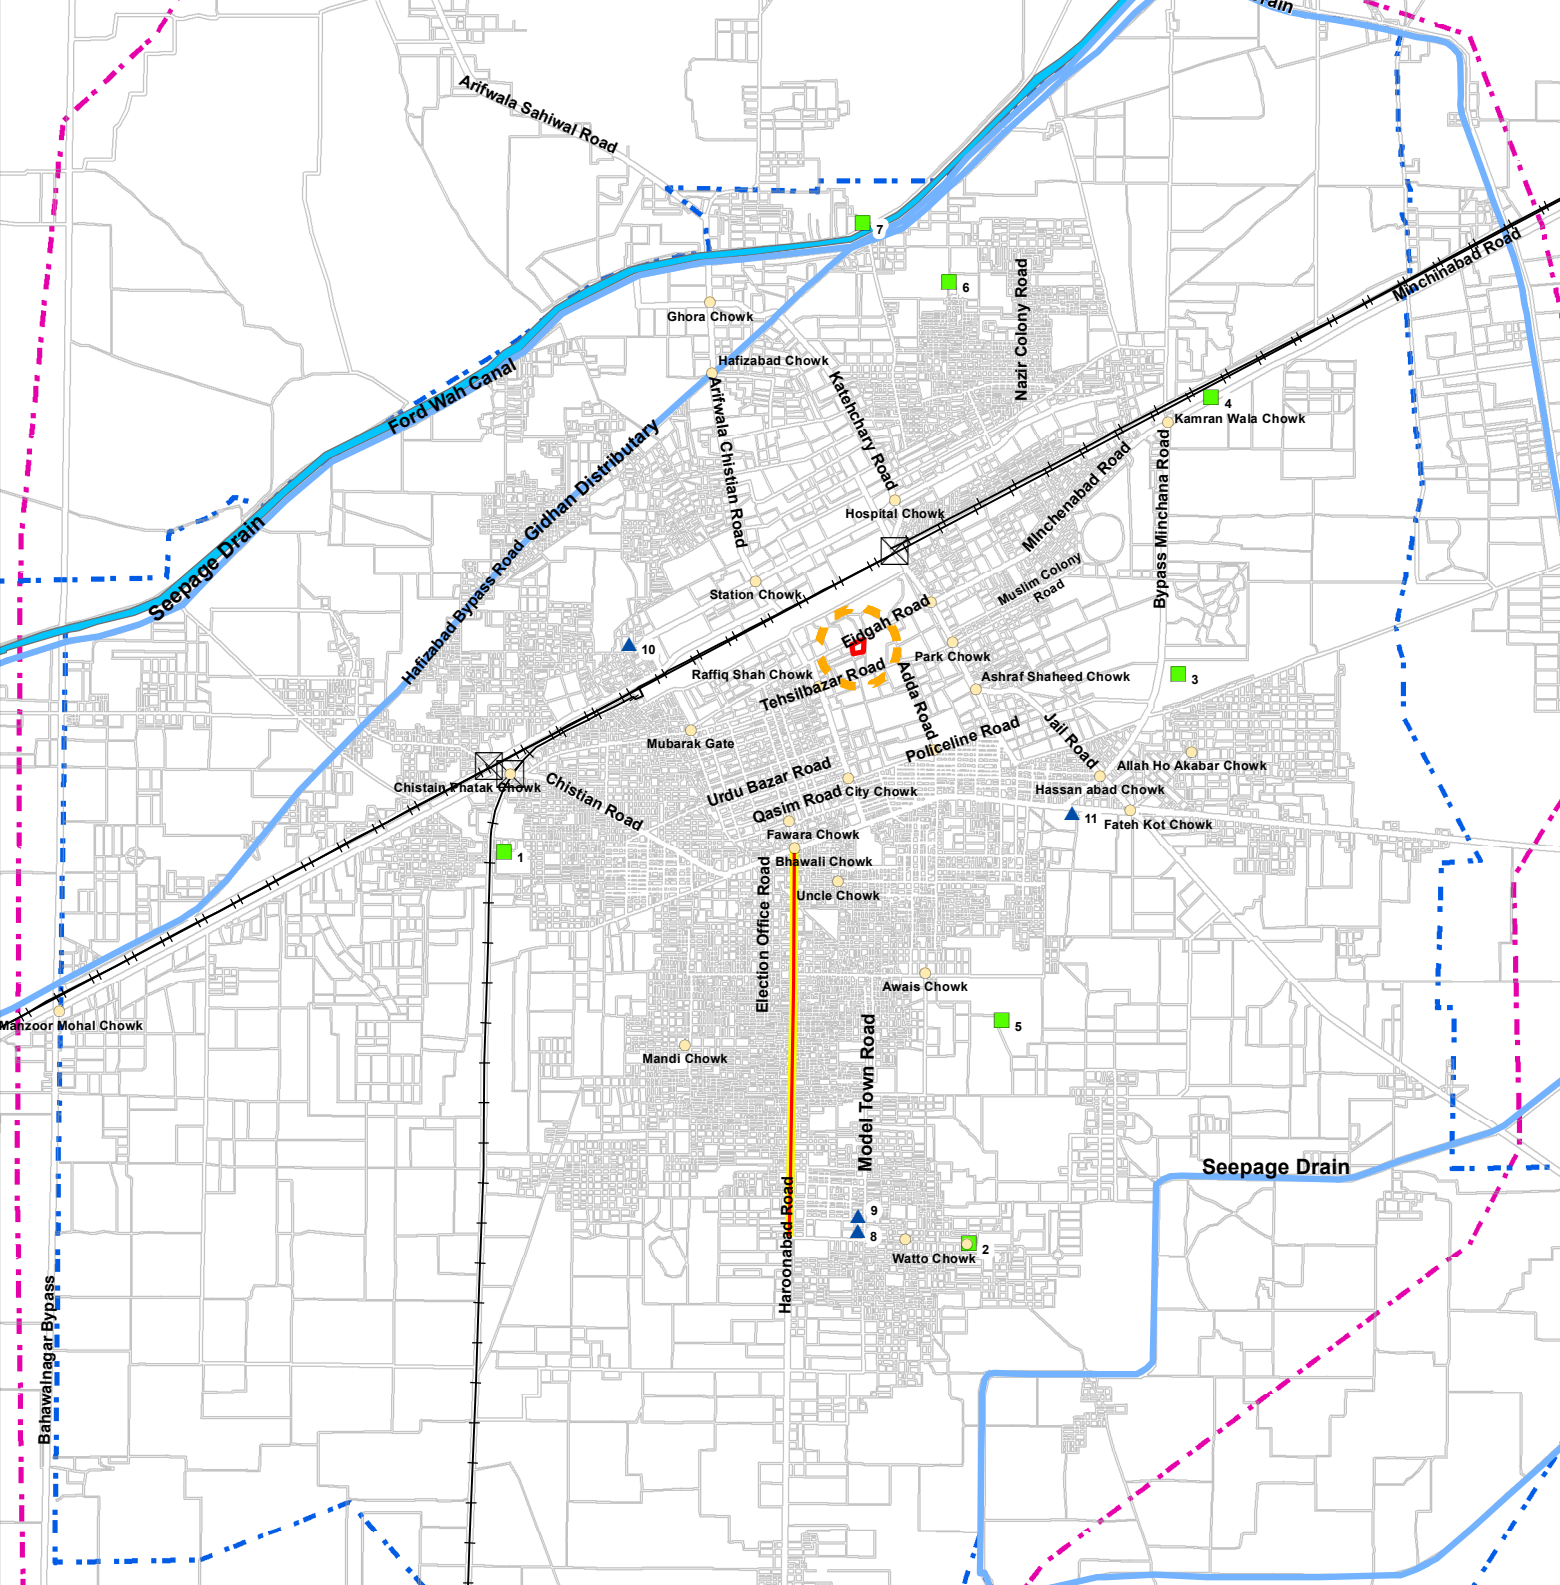 rain
Arifwala Sahiwal Road
7
6
Nazir Colony Road
Minchinabad Road
Ghora Chowk
Hafizabad Chowk
Ford Wah Canal
Katehchary Road
4
Kamran Wala Chowk
Arifwala Chistian Road
Gidhan Distributary
Hospital Chowk
MInchenabad Road
Bypass Minchana Road
Seepage Drain
Hafizabad Bypass Road
Station Chowk
Muslim Colony
Road
Eidgah Road
10
Park Chowk
Raffiq Shah Chowk
Tehsilbazar Road
Ashraf Shaheed Chowk
3
Adda Road
Mubarak Gate
Policeline Road
Jail Road
Allah Ho Akabar Chowk
Chistain Phatak Chowk
Chistian Road
Urdu Bazar Road
Qasim Road
City Chowk
Hassan abad Chowk
11
Fateh Kot Chowk
Fawara Chowk
1
Bhawali Chowk
Uncle Chowk
Election Office Road
Awais Chowk
Manzoor Mohal Chowk
5
Mandi Chowk
Model Town Road
Seepage Drain
Haroonabad Road
9
8
2
Watto Chowk
Bahawalnagar Bypass